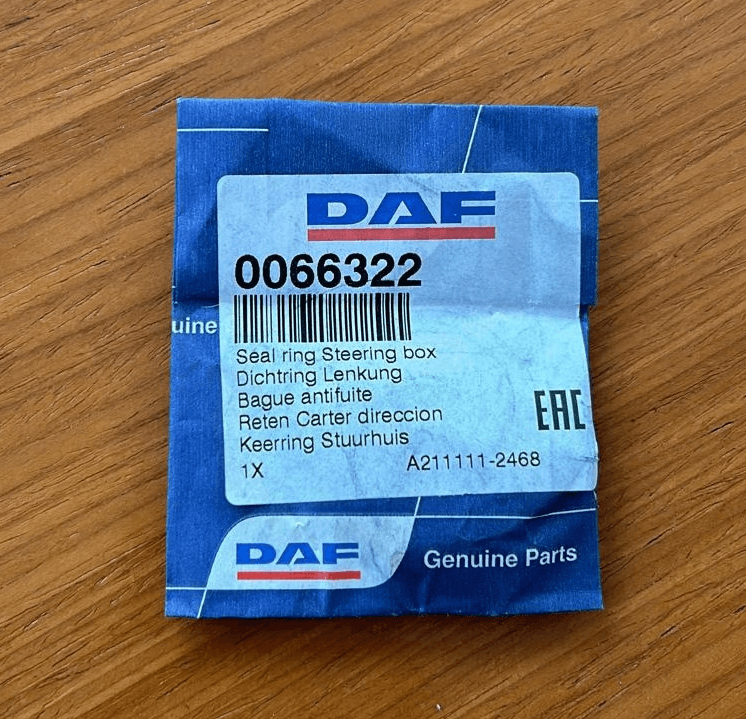 DAF
0066322
uine
Seal ring Steering box
Dichtring Lenkung
Bague antifuite
Reten Carter direccion
EAC
Keerring Stuurhuis
1X A211111-2468
DAF
Genuine Parts